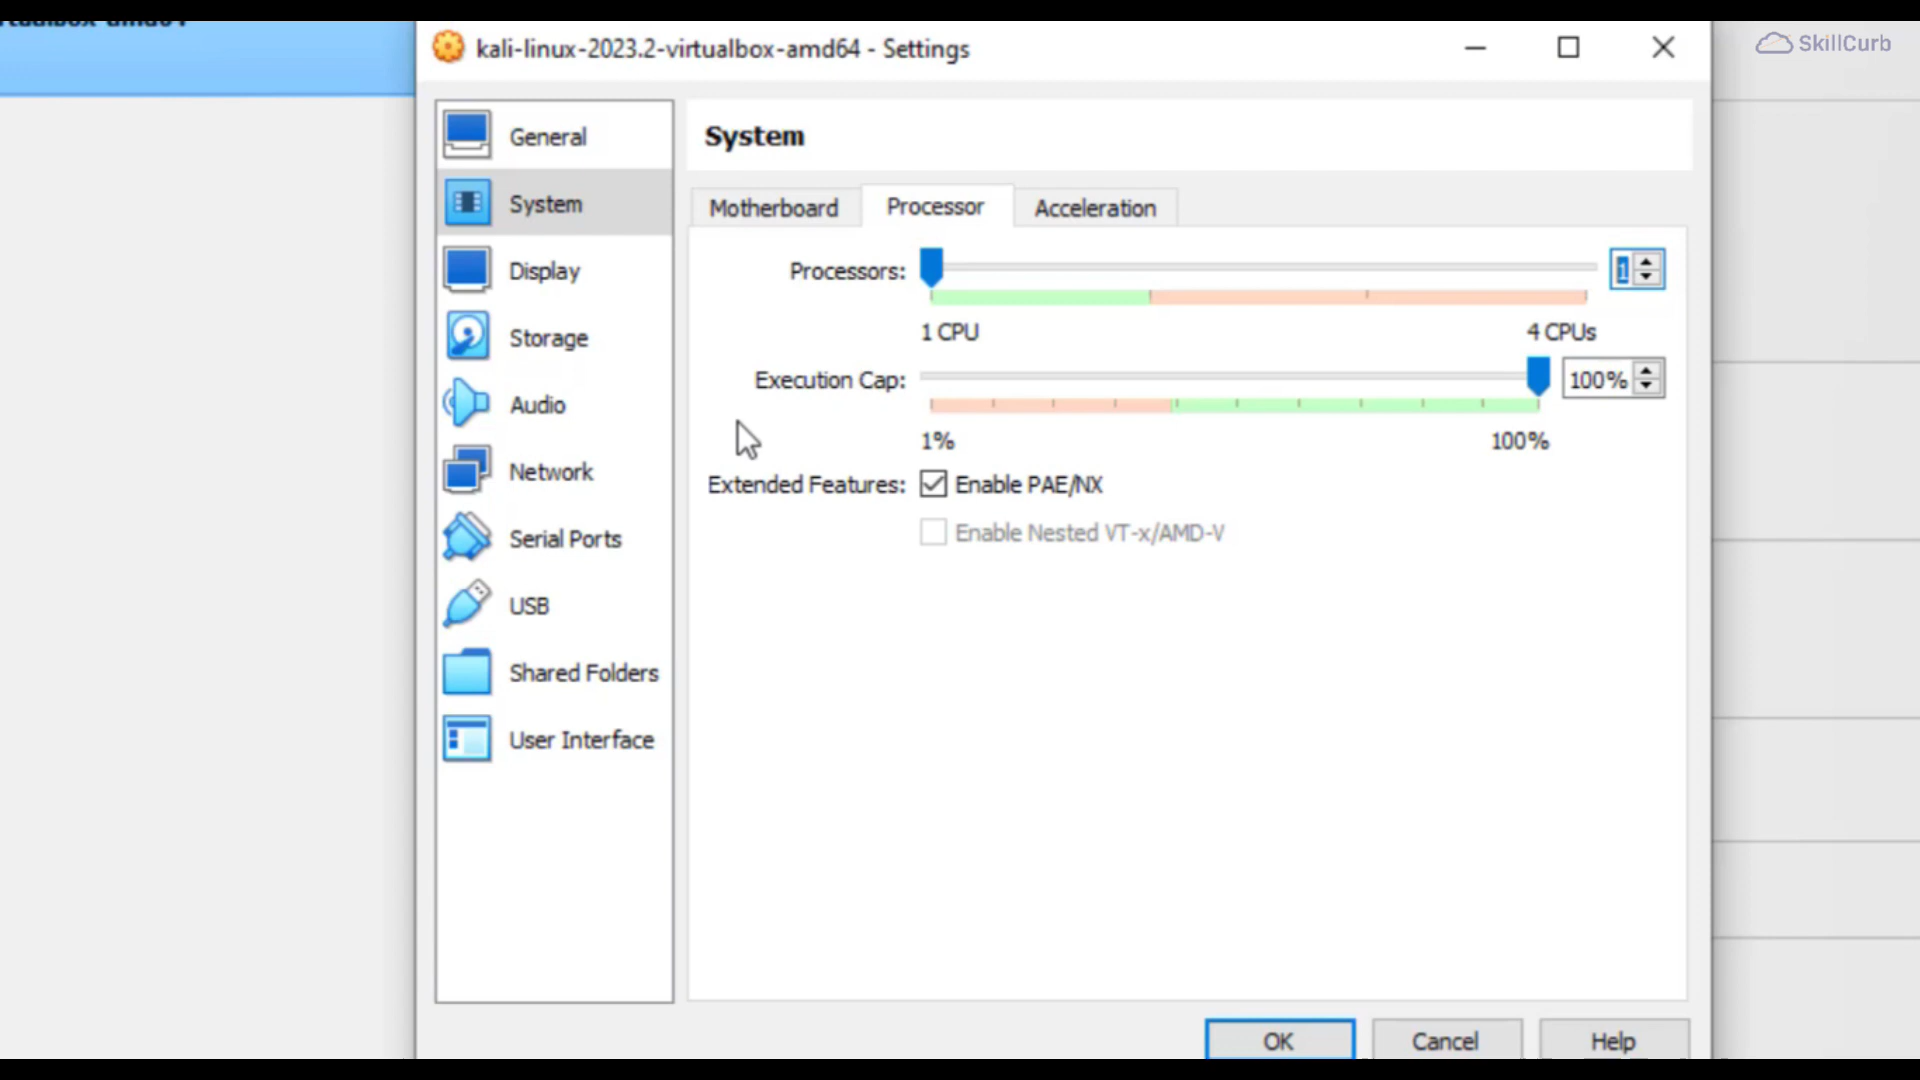 kali-linux-2023.2-virtualbox-amd64 - Settings
SkillCurb
General
System
Display
Storage
Audio
Network
Serial Ports
USB
Shared Folders
User Interface
System
Motherboard
Processor
Acceleration
Processors:
1
1 CPU
4 CPUs
Execution Cap:
100%
1%
100%
Extended Features:
Enable PAE/NX
Enable Nested VT-x/AMD-V
OK
Cancel
Help